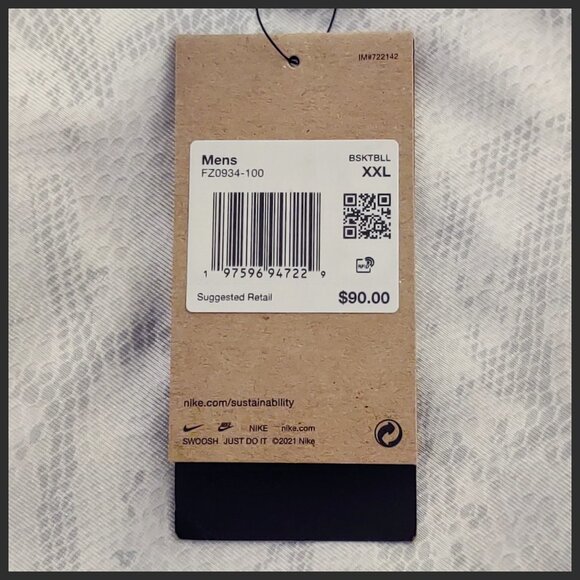 IM#722142
Mens BSKTBLL
FZ0934-100 XXL
1 97596 94722 9
RFID
Suggested Retail $90.00
nike.com/sustainability
NIKE nike.com
SWOOSH JUST DO IT ©2021 Nike